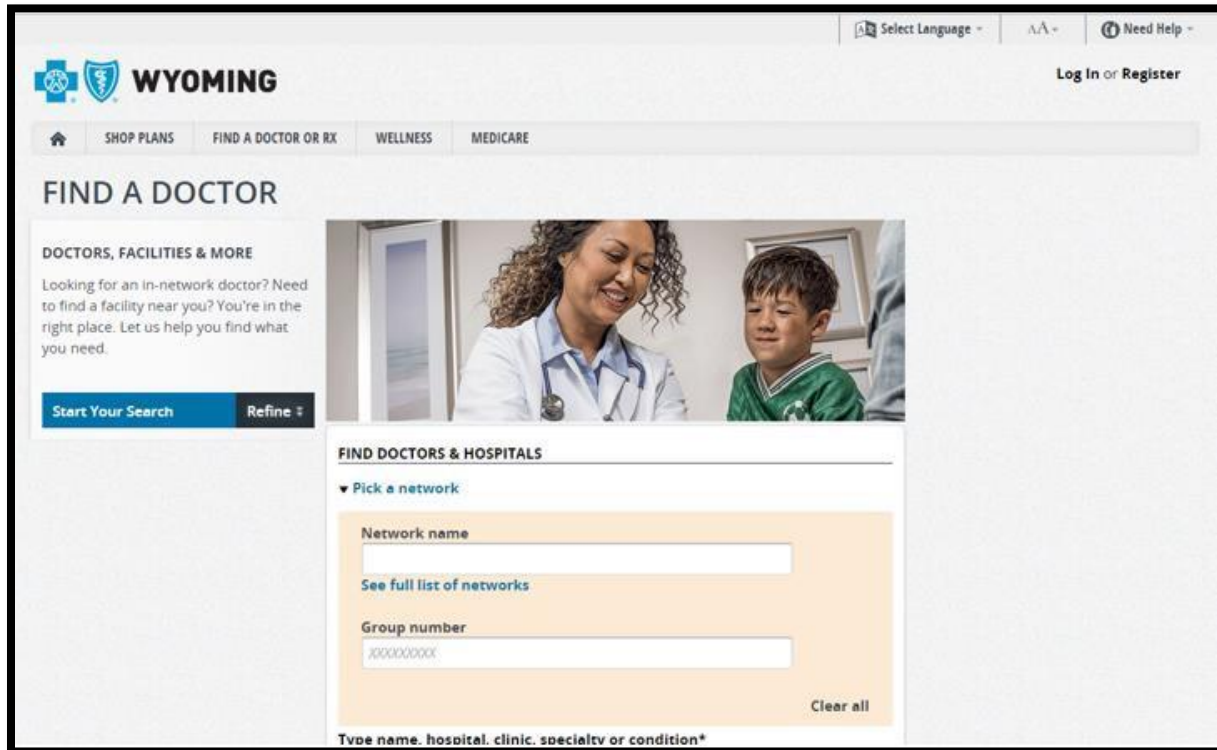 Select Language
AA
Need Help
WYOMING
Log In or Register
SHOP PLANS
FIND A DOCTOR OR RX
WELLNESS
MEDICARE
FIND A DOCTOR
DOCTORS, FACILITIES & MORE
Looking for an in-network doctor? Need
to find a facility near you? You're in the
right place. Let us help you find what
you need.
Start Your Search
Refine
FIND DOCTORS & HOSPITALS
Pick a network
Network name
See full list of networks
Group number
XXXXXXXXX
Clear all
Type name, hospital, clinic, specialty or condition*